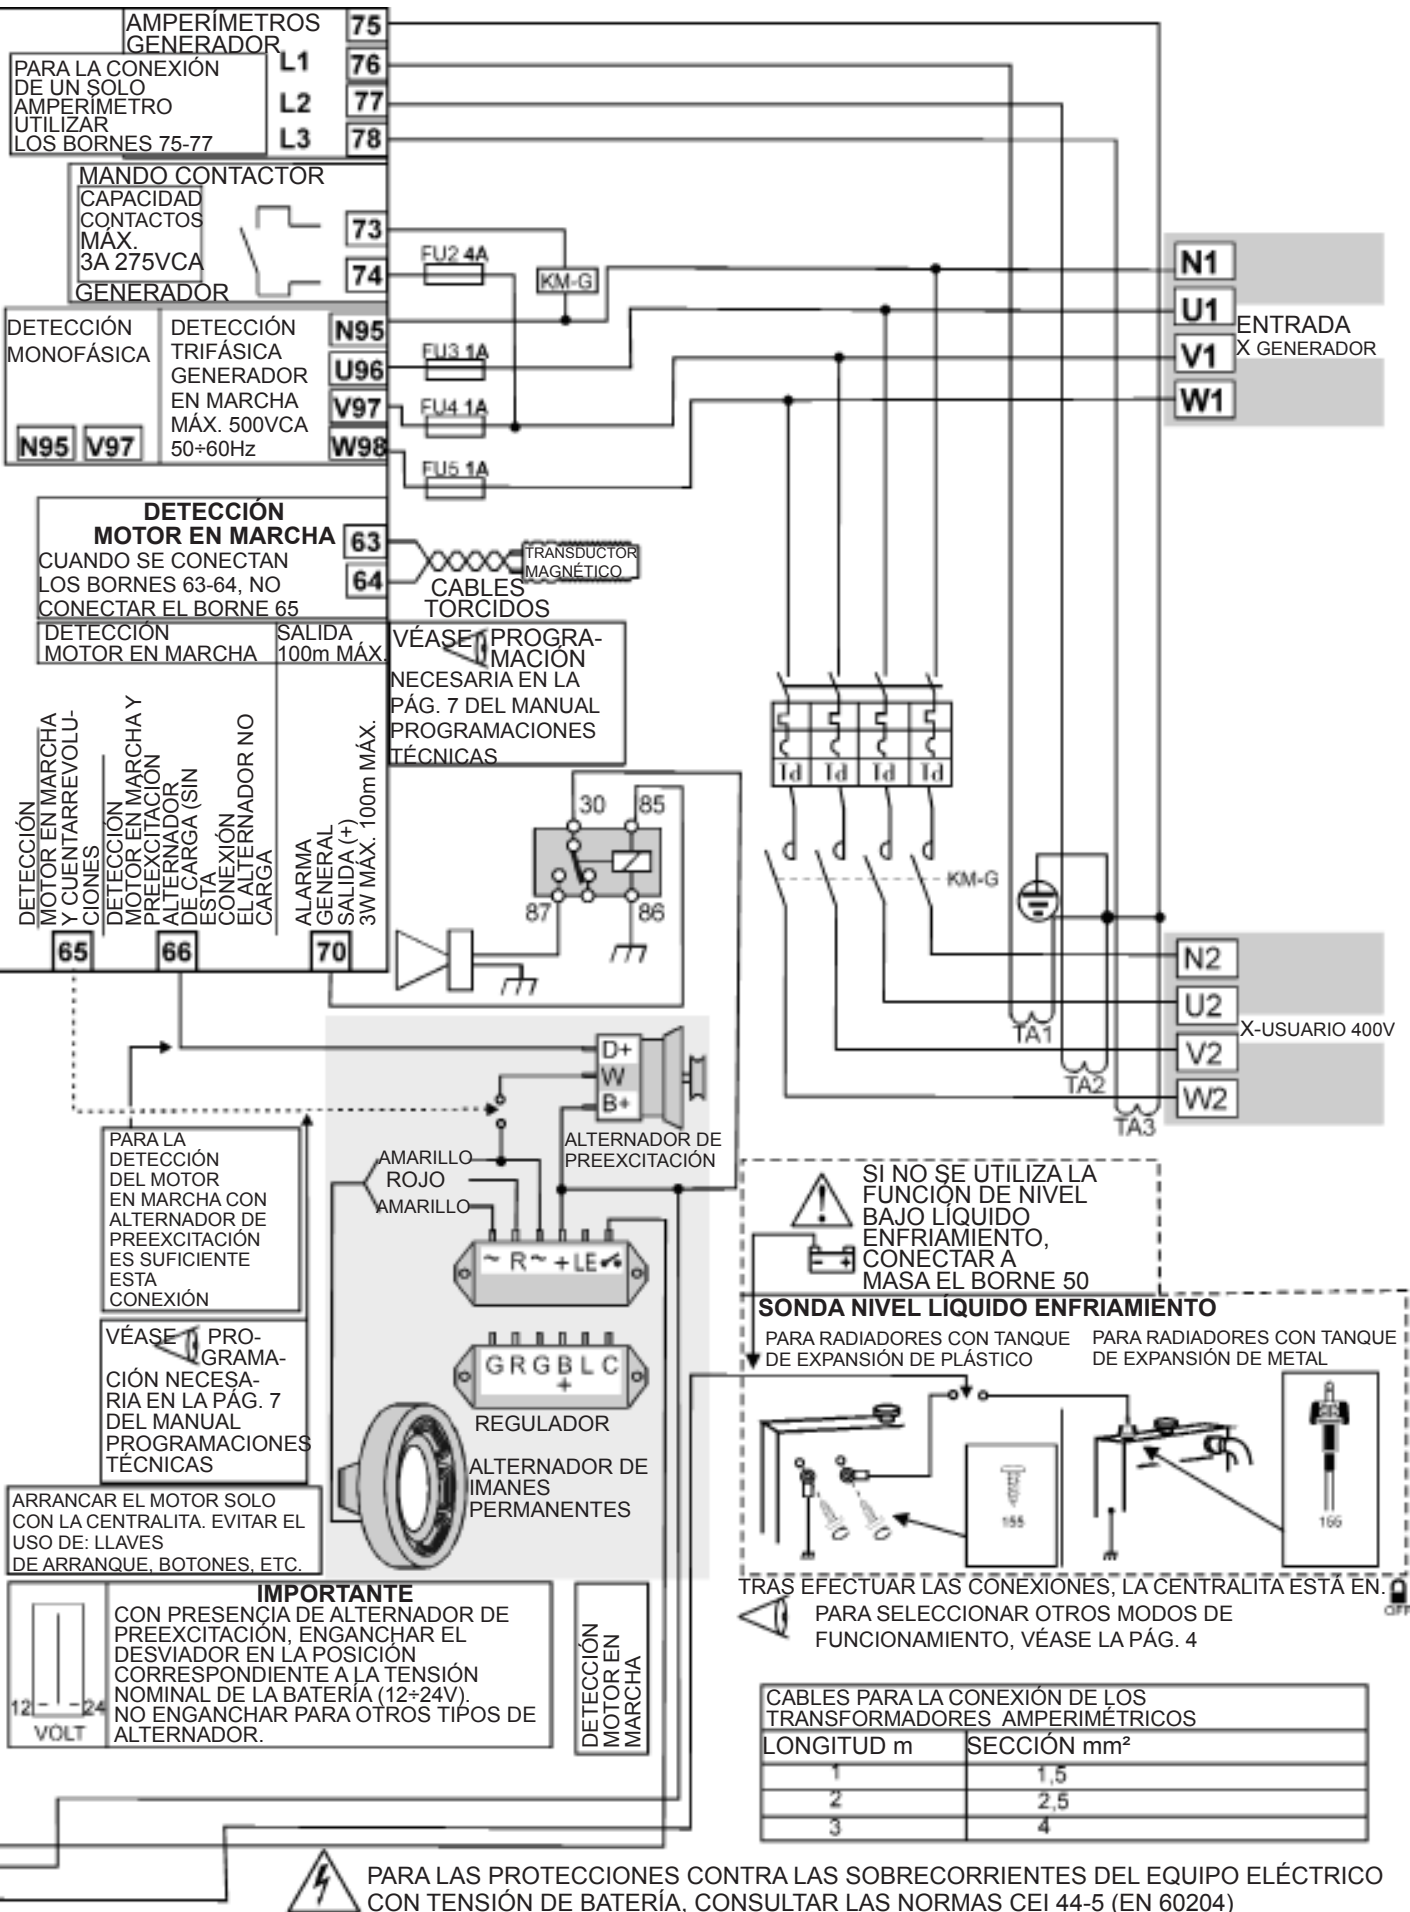 AMPERÍMETROS
GENERADOR
75
PARA LA CONEXIÓN
DE UN SOLO
AMPERÍMETRO
UTILIZAR
LOS BORNES 75-77
L1 76
L2 77
L3 78
MANDO CONTACTOR
CAPACIDAD
CONTACTOS
MÁX.
3A 275VCA
GENERADOR
73
74
FU2 4A
KM-G
DETECCIÓN
MONOFÁSICA
N95 V97
DETECCIÓN
TRIFÁSICA
GENERADOR
EN MARCHA
MÁX. 500VCA
50÷60Hz
N95
U96
V97
W98
FU3 1A
FU4 1A
FU5 1A
N1
U1
V1
W1
ENTRADA
X GENERADOR
DETECCIÓN
MOTOR EN MARCHA
CUANDO SE CONECTAN
LOS BORNES 63-64, NO
CONECTAR EL BORNE 65
63
64
TRANSDUCTOR
MAGNÉTICO
CABLES
TORCIDOS
DETECCIÓN
MOTOR EN MARCHA
SALIDA
100m MÁX.
VÉASE PROGRA-
MACIÓN
NECESARIA EN LA
PÁG. 7 DEL MANUAL
PROGRAMACIONES
TÉCNICAS
DETECCIÓN
MOTOR EN MARCHA
Y CUENTARREVOLU-
CIONES
DETECCIÓN
MOTOR EN MARCHA Y
PREEXCITACIÓN
ALTERNADOR
DE CARGA (SIN
ESTA
CONEXIÓN
EL ALTERNADOR NO
CARGA
ALARMA
GENERAL
SALIDA (+)
3W MÁX. 100m MÁX.
65
66
70
30
85
87
86
Id
Id
Id
Id
KM-G
N2
U2
V2
W2
X-USUARIO 400V
TA1
TA2
TA3
D+
W
B+
ALTERNADOR DE
PREEXCITACIÓN
PARA LA
DETECCIÓN
DEL MOTOR
EN MARCHA CON
ALTERNADOR DE
PREEXCITACIÓN
ES SUFICIENTE
ESTA
CONEXIÓN
AMARILLO
ROJO
AMARILLO
~ R ~ + LE
G R G B L C
+
REGULADOR
ALTERNADOR DE
IMANES
PERMANENTES
VÉASE PRO-
GRAMA-
CIÓN NECESA-
RIA EN LA PÁG. 7
DEL MANUAL
PROGRAMACIONES
TÉCNICAS
ARRANCAR EL MOTOR SOLO
CON LA CENTRALITA. EVITAR EL
USO DE: LLAVES
DE ARRANQUE, BOTONES, ETC.
SI NO SE UTILIZA LA
FUNCIÓN DE NIVEL
BAJO LÍQUIDO
ENFRIAMIENTO,
CONECTAR A
MASA EL BORNE 50
- +
SONDA NIVEL LÍQUIDO ENFRIAMIENTO
PARA RADIADORES CON TANQUE
DE EXPANSIÓN DE PLÁSTICO
PARA RADIADORES CON TANQUE
DE EXPANSIÓN DE METAL
155
166
TRAS EFECTUAR LAS CONEXIONES, LA CENTRALITA ESTÁ EN.
OFF
PARA SELECCIONAR OTROS MODOS DE
FUNCIONAMIENTO, VÉASE LA PÁG. 4
12 24
VOLT
IMPORTANTE
CON PRESENCIA DE ALTERNADOR DE
PREEXCITACIÓN, ENGANCHAR EL
DESVIADOR EN LA POSICIÓN
CORRESPONDIENTE A LA TENSIÓN
NOMINAL DE LA BATERÍA (12÷24V).
NO ENGANCHAR PARA OTROS TIPOS DE
ALTERNADOR.
DETECCIÓN
MOTOR EN
MARCHA
CABLES PARA LA CONEXIÓN DE LOS
TRANSFORMADORES AMPERIMÉTRICOS
LONGITUD m SECCIÓN mm²
1 1,5
2 2,5
3 4
PARA LAS PROTECCIONES CONTRA LAS SOBRECORRIENTES DEL EQUIPO ELÉCTRICO
CON TENSIÓN DE BATERÍA, CONSULTAR LAS NORMAS CEI 44-5 (EN 60204)